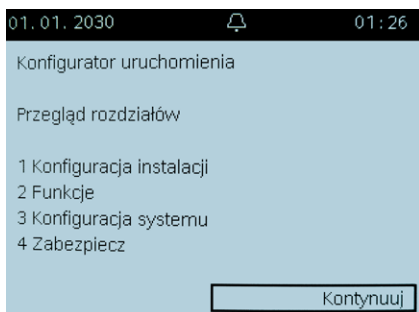 01.01.2030 01:26
Konfigurator uruchomienia
Przegląd rozdziałów
1 Konfiguracja instalacji
2 Funkcje
3 Konfiguracja systemu
4 Zabezpiecz
Kontynuuj